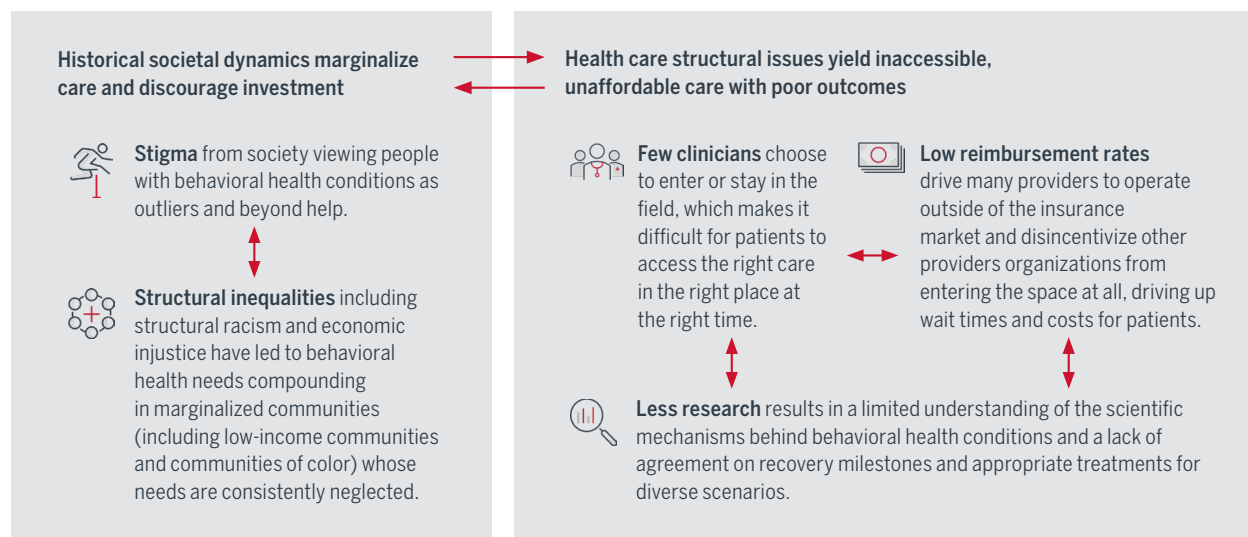 Historical societal dynamics marginalize
care and discourage investment
Stigma from society viewing people
with behavioral health conditions as
outliers and beyond help.
Structural inequalities including
structural racism and economic
injustice have led to behavioral
health needs compounding
in marginalized communities
(including low-income communities
and communities of color) whose
needs are consistently neglected.
Health care structural issues yield inaccessible,
unaffordable care with poor outcomes
Few clinicians choose
to enter or stay in the
field, which makes it
difficult for patients to
access the right care
in the right place at
the right time.
Low reimbursement rates
drive many providers to operate
outside of the insurance
market and disincentivize other
providers organizations from
entering the space at all, driving up
wait times and costs for patients.
Less research results in a limited understanding of the scientific
mechanisms behind behavioral health conditions and a lack of
agreement on recovery milestones and appropriate treatments for
diverse scenarios.